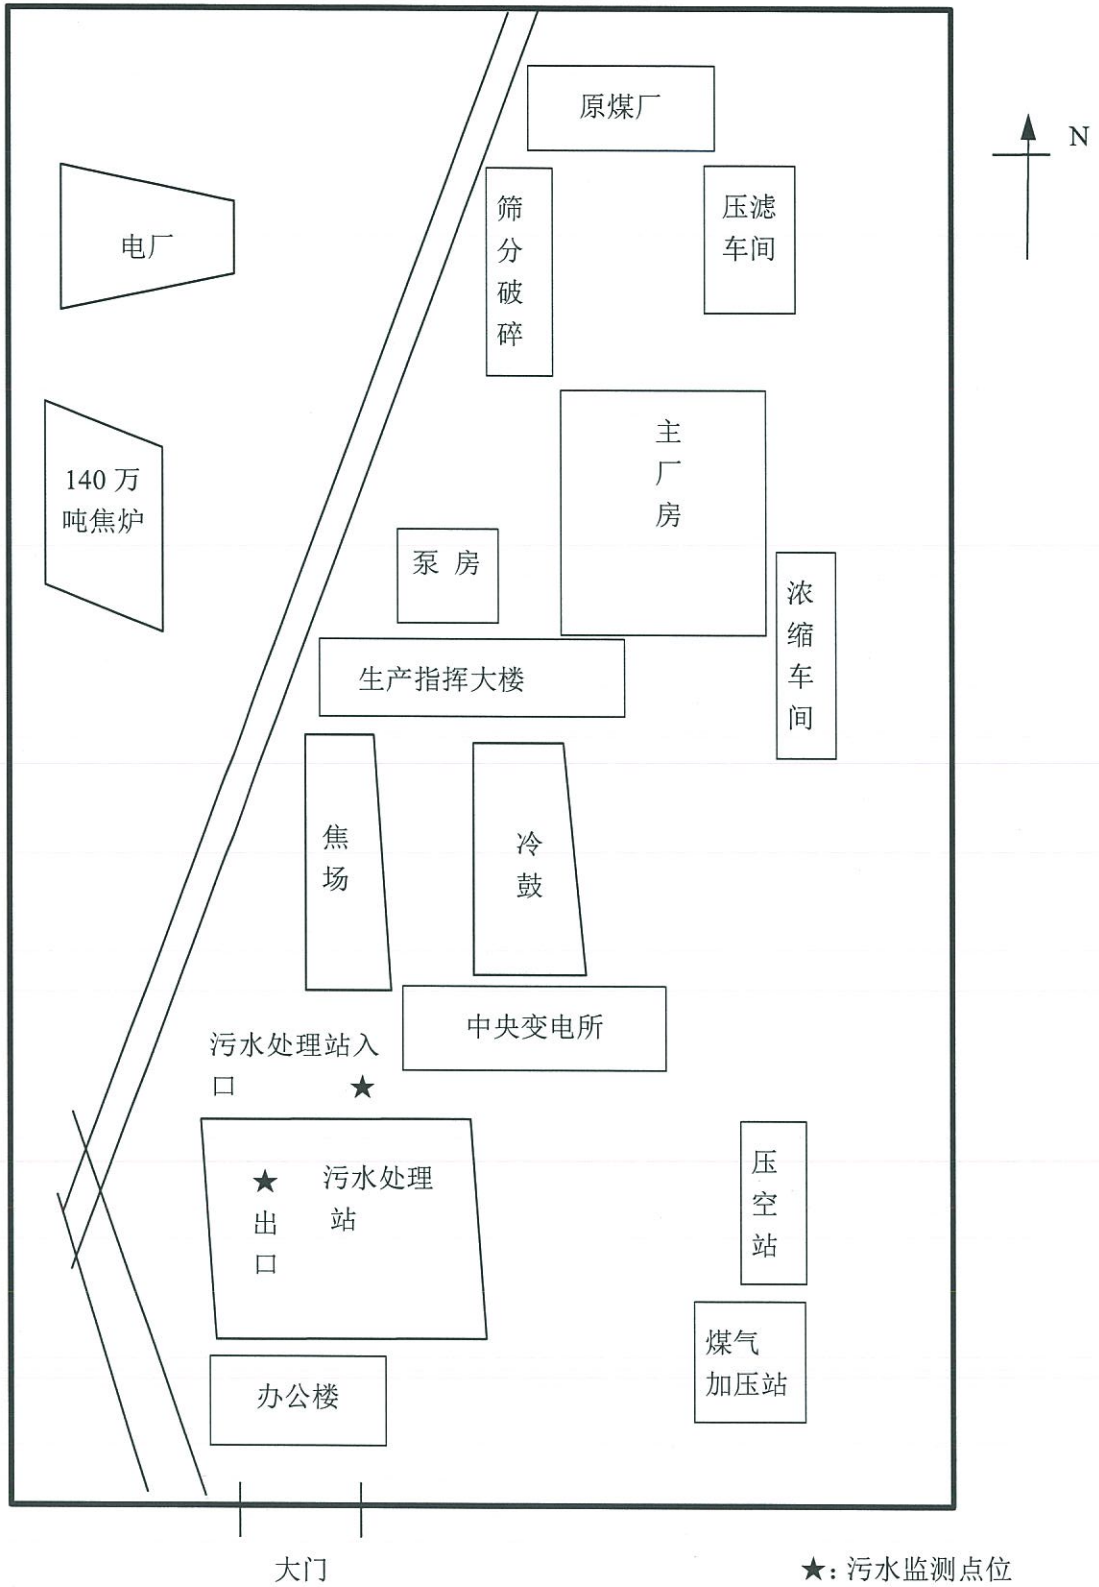 原煤厂
N
筛
分
破
碎
压滤
车间
电厂
主
厂
房
140 万
吨焦炉
泵 房
浓
缩
车
间
生产指挥大楼
焦
场
冷
鼓
中央变电所
污水处理站入
口 ★
★ 污水处理
站
出
口
压
空
站
煤气
加压站
办公楼
大门
★: 污水监测点位